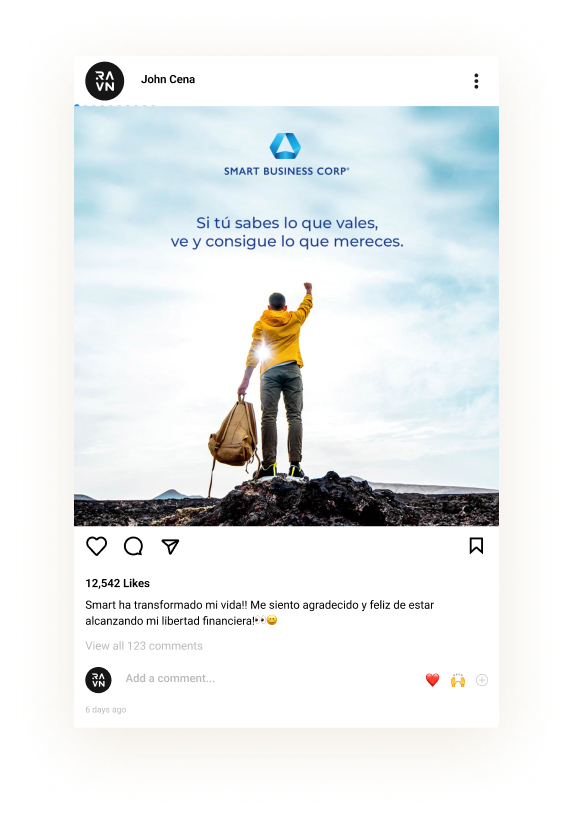 RA
VN
John Cena
SMART BUSINESS CORP®
Si tú sabes lo que vales,
ve y consigue lo que mereces.
12,542 Likes
Smart ha transformado mi vida!! Me siento agradecido y feliz de estar
alcanzando mi libertad financiera!👀😄
View all 123 comments
RA
VN
Add a comment...
6 days ago